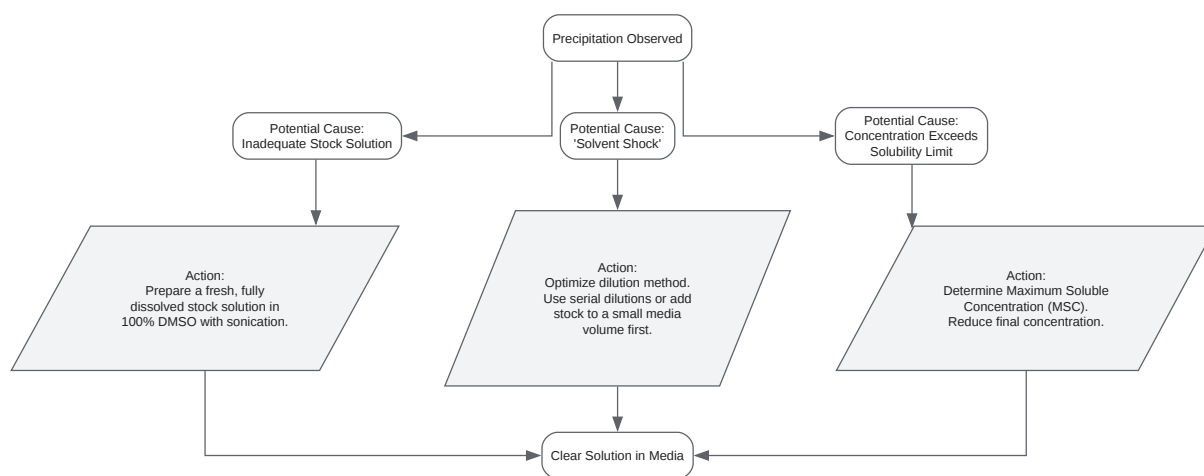 Precipitation Observed
Potential Cause:
Inadequate Stock Solution
Potential Cause:
'Solvent Shock'
Potential Cause:
Concentration Exceeds
Solubility Limit
Action:
Prepare a fresh, fully
dissolved stock solution in
100% DMSO with sonication.
Action:
Optimize dilution method.
Use serial dilutions or add
stock to a small media
volume first.
Action:
Determine Maximum Soluble
Concentration (MSC).
Reduce final concentration.
Clear Solution in Media